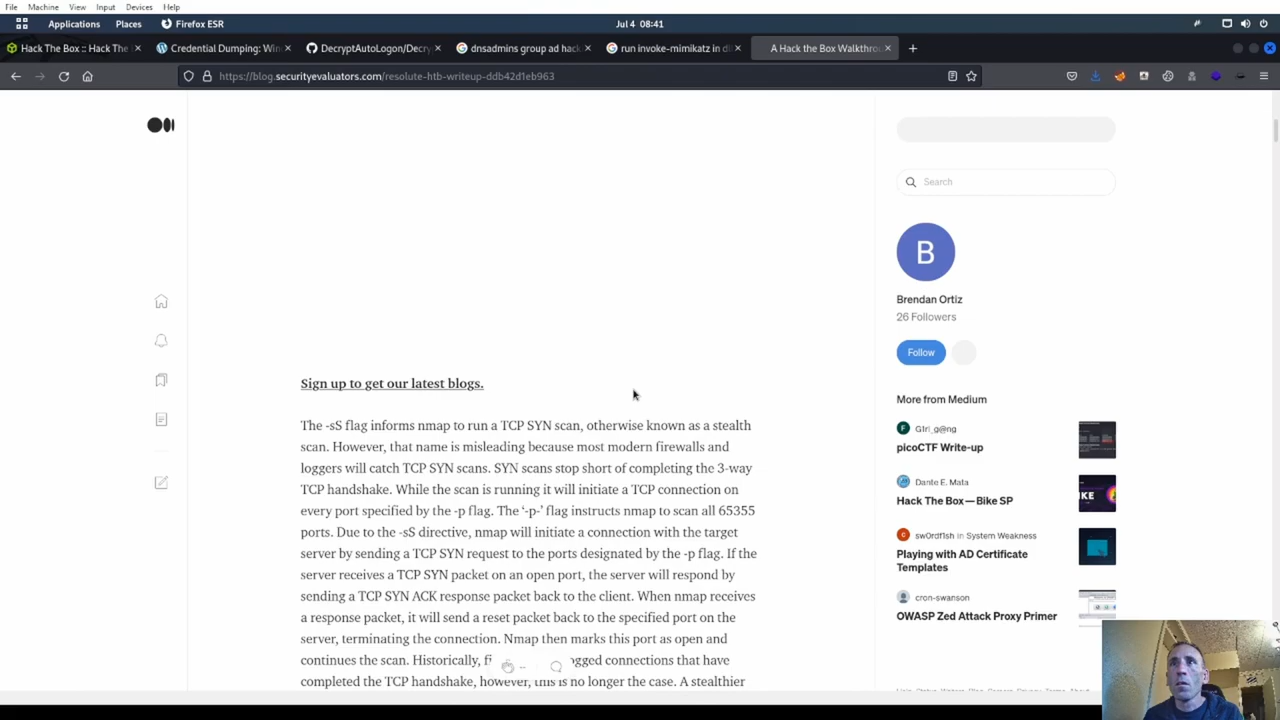 File Machine View Input Devices Help
Applications Places Firefox ESR Jul 4 08:41
Hack The Box :: Hack The Credential Dumping: Win DecryptAutoLogon/Decry dnsadmins group ad hac run invoke-mimikatz in d A Hack the Box Walkthrou
https://blog.securityevaluators.com/resolute-htb-writeup-ddb42d1eb963
Search
B
Brendan Ortiz
26 Followers
Follow
More from Medium
G1ri_g@ng
picoCTF Write-up
Dante E. Mata
Hack The Box — Bike SP
sw0rdf1sh in System Weakness
Playing with AD Certificate
Templates
cron-swanson
OWASP Zed Attack Proxy Primer
Sign up to get our latest blogs.
The -sS flag informs nmap to run a TCP SYN scan, otherwise known as a stealth
scan. However, that name is misleading because most modern firewalls and
loggers will catch TCP SYN scans. SYN scans stop short of completing the 3-way
TCP handshake. While the scan is running it will initiate a TCP connection on
every port specified by the -p flag. The ‘-p-’ flag instructs nmap to scan all 65355
ports. Due to the -sS directive, nmap will initiate a connection with the target
server by sending a TCP SYN request to the ports designated by the -p flag. If the
server receives a TCP SYN packet on an open port, the server will respond by
sending a TCP SYN ACK response packet back to the client. When nmap receives
a response packet, it will send a reset packet back to the specified port on the
server, terminating the connection. Nmap then marks this port as open and
continues the scan. Historically, connections that have
completed the TCP handshake, however, this is no longer the case. A stealthier